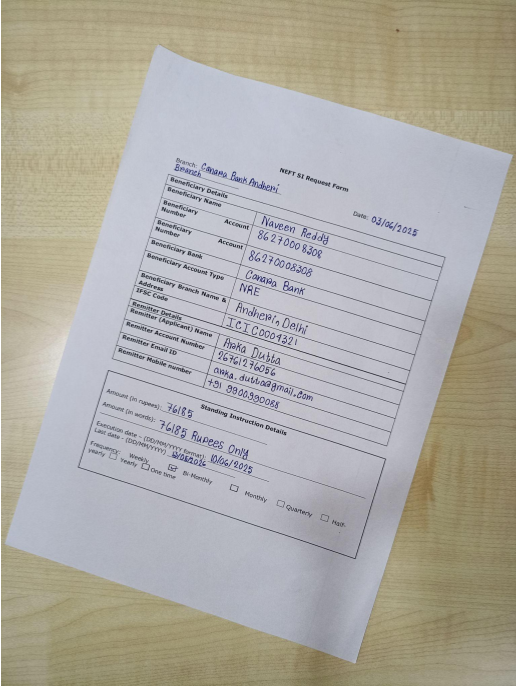 NEFT SI Request Form
Branch: Canara Bank Andheri
Branch
Date: 03/06/2025
Beneficiary Details
Beneficiary Name Naveen Reddy
Beneficiary Account Number 86270008308
Beneficiary Account Number 86270008308
Beneficiary Bank Canara Bank
Beneficiary Account Type NRE
Beneficiary Branch Name & Address Andheri, Delhi
IFSC Code ICIC0004321
Remitter Details
Remitter (Applicant) Name Arka Dutta
Remitter Account Number 26761276056
Remitter Email ID arka.dutta@gmail.com
Remitter Mobile number +91 9900990088
Standing Instruction Details
Amount (in rupees): 76185
Amount (in words): 76185 Rupees Only
Execution date – (DD/MM/YYYY format): 10/06/2025
Last date - (DD/MM/YYYY)
Frequency: Weekly Bi-Monthly Monthly Quarterly Half-
yearly Yearly One time